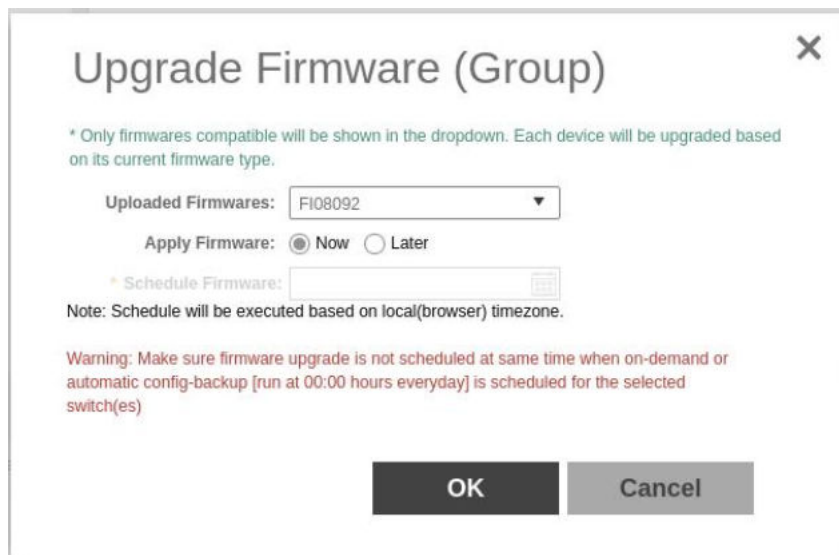 Upgrade Firmware (Group)
* Only firmwares compatible will be shown in the dropdown. Each device will be upgraded based
on its current firmware type.
Uploaded Firmwares: FI08092
Apply Firmware: Now Later
* Schedule Firmware:
Note: Schedule will be executed based on local(browser) timezone.
Warning: Make sure firmware upgrade is not scheduled at same time when on-demand or
automatic config-backup [run at 00:00 hours everyday] is scheduled for the selected
switch(es)
OK Cancel